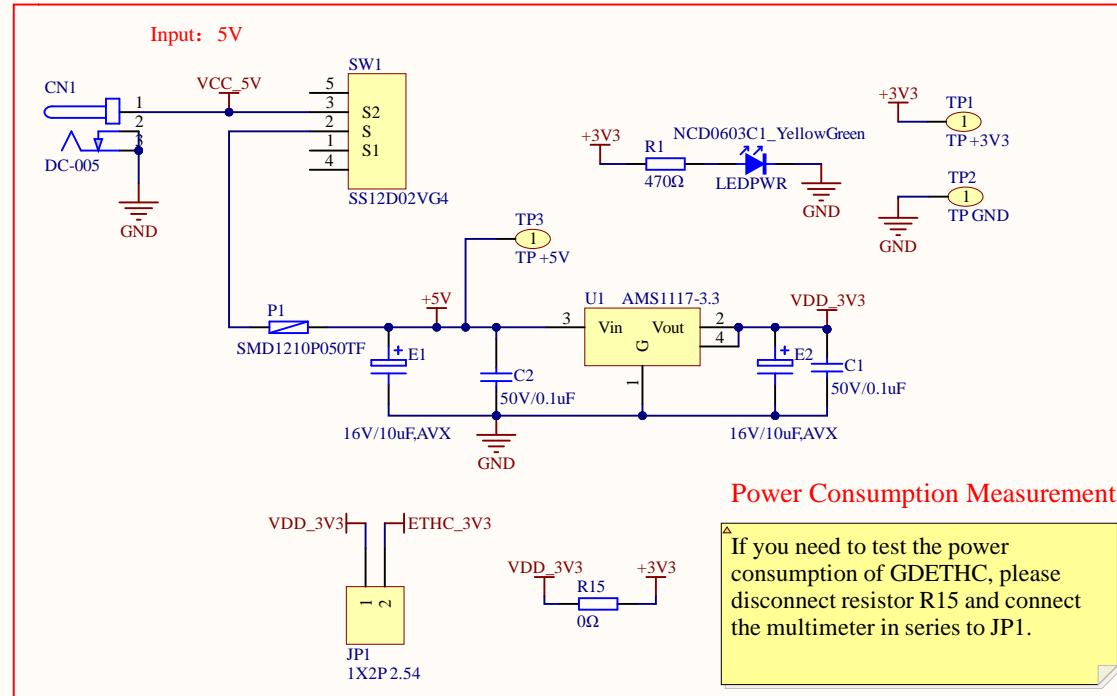 Input：5V
CN1
1
2
3
DC-005
GND
VCC_5V
SW1
5
3
2
1
4
S2
S
S1
SS12D02VG4
+3V3
R1
470Ω
NCD0603C1_YellowGreen
LEDPWR
GND
+3V3
TP1
1
TP +3V3
TP2
1
TP GND
GND
TP3
1
TP +5V
P1
SMD1210P050TF
+5V
+
E1
16V/10uF,AVX
C2
50V/0.1uF
GND
U1
AMS1117-3.3
3
Vin
Vout
G
2
4
1
VDD_3V3
+
E2
16V/10uF,AVX
C1
50V/0.1uF
VDD_3V3
ETHC_3V3
1
2
JP1
1X2P 2.54
VDD_3V3
+3V3
R15
0Ω
Power Consumption Measurement
If you need to test the power
consumption of GDETHC, please
disconnect resistor R15 and connect
the multimeter in series to JP1.